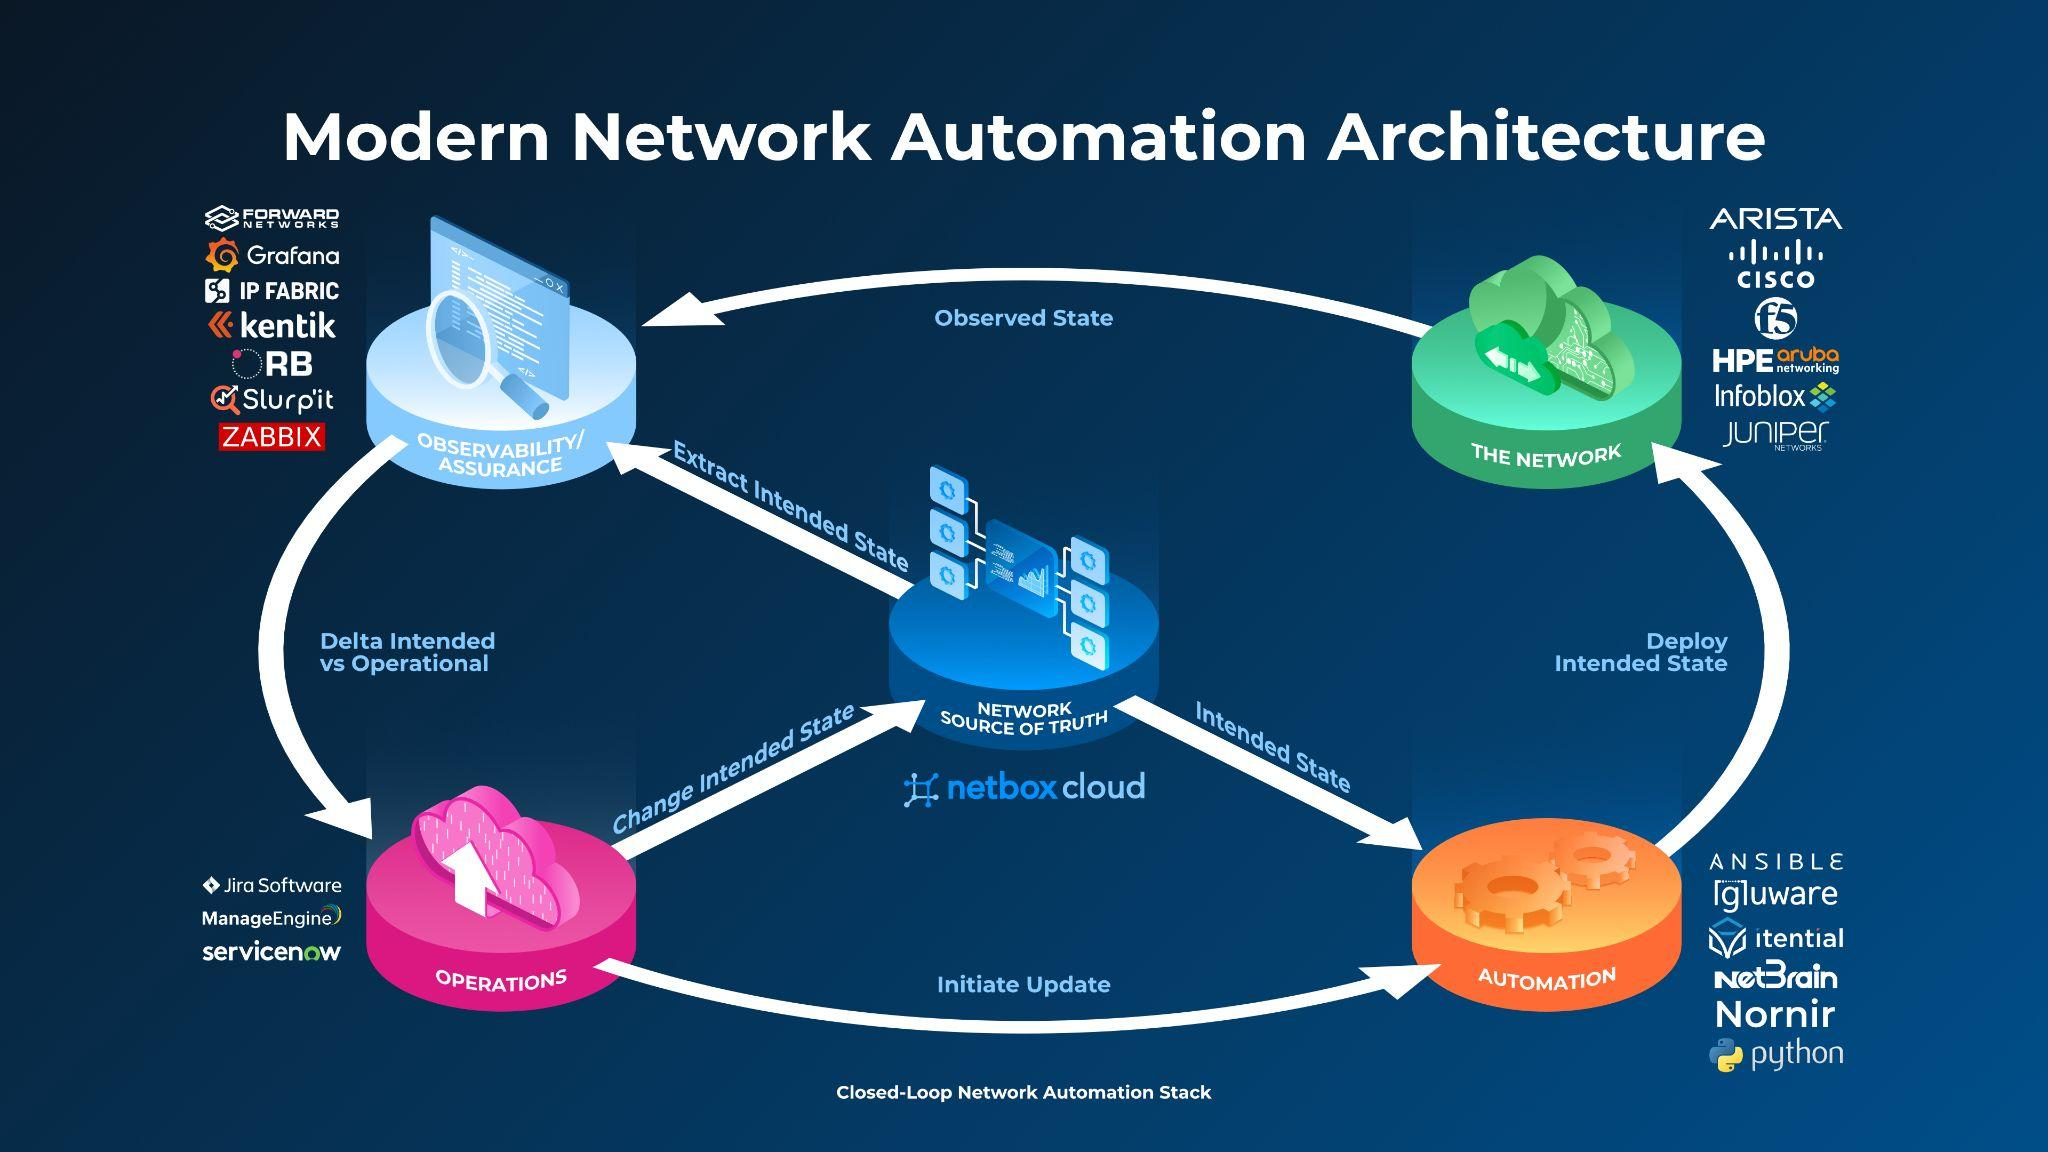 Modern Network Automation Architecture
FORWARD
NETWORKS
Grafana
IP FABRIC
kentik
ORB
Slurp'it
ZABBIX
</>
OBSERVABILITY/
ASSURANCE
Observed State
THE NETWORK
ARISTA
CISCO
f5
HPE aruba
networking
Infoblox
JUNIPER
NETWORKS
Extract Intended State
Delta Intended
vs Operational
Deploy
Intended State
NETWORK
SOURCE OF TRUTH
netbox cloud
Change Intended State
Intended State
Jira Software
ManageEngine
servicenow
OPERATIONS
Initiate Update
AUTOMATION
ANSIBLE
[g]luware
itential
NetBrain
Nornir
python
Closed-Loop Network Automation Stack